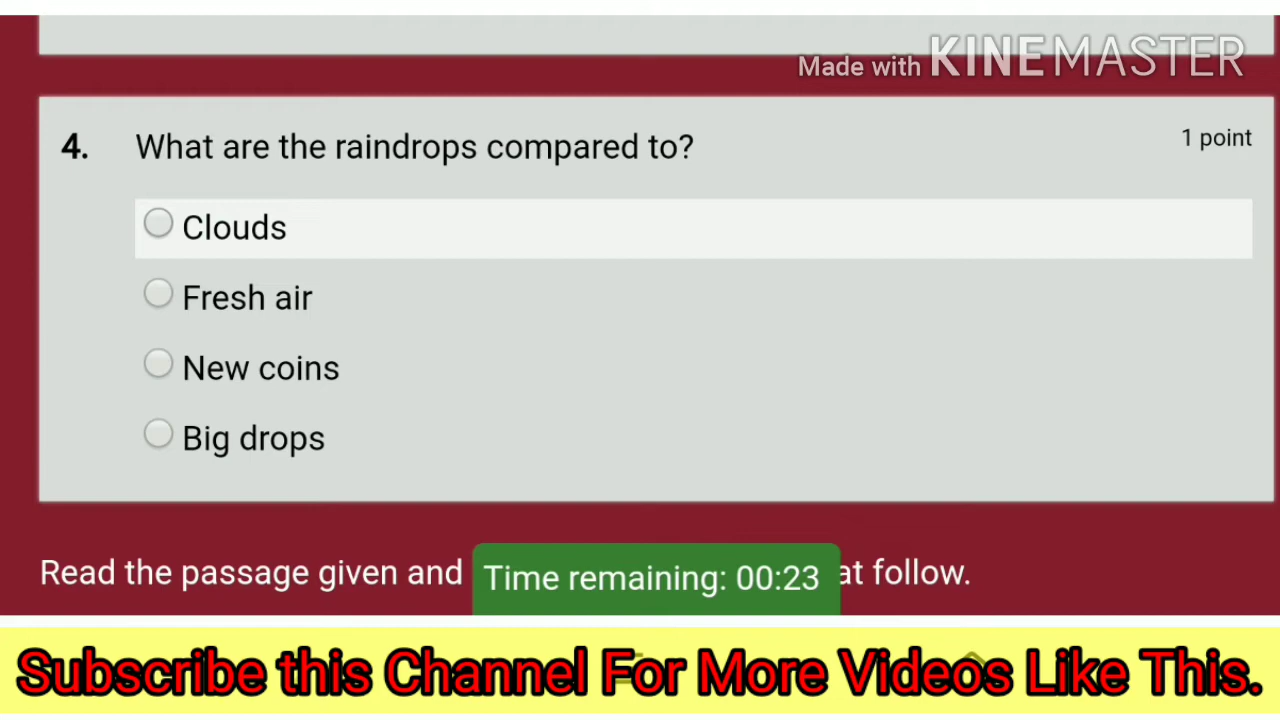 Made with KINEMASTER
4. What are the raindrops compared to? 1 point
Clouds
Fresh air
New coins
Big drops
Read the passage given and Time remaining: 00:23 at follow.
Subscribe this Channel For More Videos Like This.